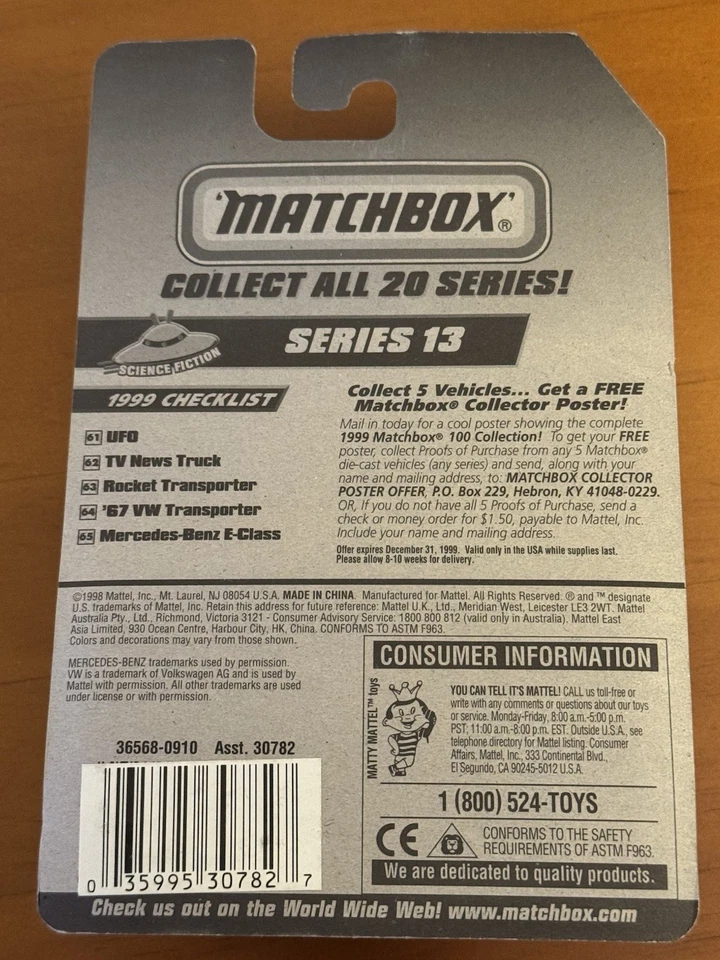 'MATCHBOX'®
COLLECT ALL 20 SERIES!
SCIENCE FICTION
SERIES 13
1999 CHECKLIST
61 UFO
62 TV News Truck
63 Rocket Transporter
64 '67 VW Transporter
65 Mercedes-Benz E-Class
Collect 5 Vehicles... Get a FREE
Matchbox® Collector Poster!
Mail in today for a cool poster showing the complete
1999 Matchbox® 100 Collection! To get your FREE
poster, collect Proofs of Purchase from any 5 Matchbox®
die-cast vehicles (any series) and send, along with your
name and mailing address, to: MATCHBOX COLLECTOR
POSTER OFFER, P.O. Box 229, Hebron, KY 41048-0229.
OR, If you do not have all 5 Proofs of Purchase, send a
check or money order for $1.50, payable to Mattel, Inc.
Include your name and mailing address.
Offer expires December 31, 1999. Valid only in the USA while supplies last.
Please allow 8-10 weeks for delivery.
©1998 Mattel, Inc., Mt. Laurel, NJ 08054 U.S.A. MADE IN CHINA. Manufactured for Mattel. All Rights Reserved. ® and ™ designate
U.S. trademarks of Mattel, Inc. Retain this address for future reference: Mattel U.K., Ltd., Meridian West, Leicester LE3 2WT. Mattel
Australia Pty., Ltd., Richmond, Victoria 3121 - Consumer Advisory Service: 1800 800 812 (valid only in Australia). Mattel East
Asia Limited, 930 Ocean Centre, Harbour City, HK, China. CONFORMS TO ASTM F963.
Colors and decorations may vary from those shown.
MERCEDES-BENZ trademarks used by permission.
VW is a trademark of Volkswagen AG and is used by
Mattel with permission. All other trademarks are used
under license or with permission.
36568-0910 Asst. 30782
0 35995 30782 7
CONSUMER INFORMATION
MATTY MATTEL™ toys
YOU CAN TELL IT'S MATTEL! CALL us toll-free or
write with any comments or questions about our toys
or service. Monday-Friday, 8:00 a.m.-5:00 p.m.
PST; 11:00 a.m.-8:00 p.m. EST. Outside U.S.A., see
telephone directory for Mattel listing. Consumer
Affairs, Mattel, Inc., 333 Continental Blvd.,
El Segundo, CA 90245-5012 U.S.A.
1 (800) 524-TOYS
CE
CONFORMS TO THE SAFETY
REQUIREMENTS OF ASTM F963.
We are dedicated to quality products.
Check us out on the World Wide Web! www.matchbox.com